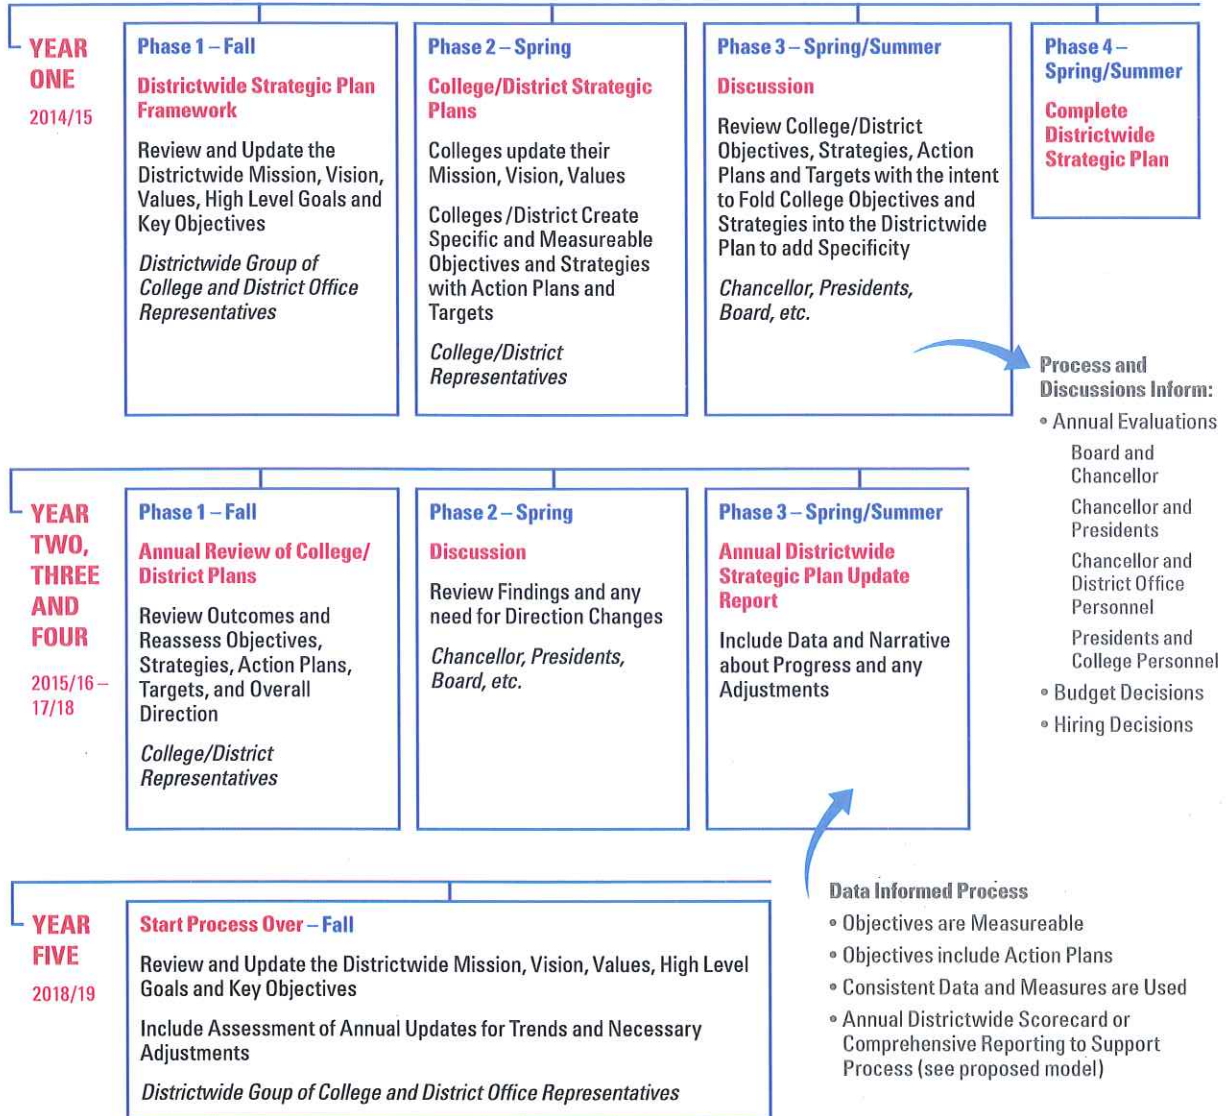 YEAR
ONE
2014/15
Phase 1 – Fall
Districtwide Strategic Plan
Framework
Review and Update the
Districtwide Mission, Vision,
Values, High Level Goals and
Key Objectives
Districtwide Group of
College and District Office
Representatives
Phase 2 – Spring
College/District Strategic
Plans
Colleges update their
Mission, Vision, Values
Colleges /District Create
Specific and Measureable
Objectives and Strategies
with Action Plans and
Targets
College/District
Representatives
Phase 3 – Spring/Summer
Discussion
Review College/District
Objectives, Strategies, Action
Plans and Targets with the intent
to Fold College Objectives and
Strategies into the Districtwide
Plan to add Specificity
Chancellor, Presidents,
Board, etc.
Phase 4 –
Spring/Summer
Complete
Districtwide
Strategic Plan
Process and
Discussions Inform:
• Annual Evaluations
Board and
Chancellor
Chancellor and
Presidents
Chancellor and
District Office
Personnel
Presidents and
College Personnel
• Budget Decisions
• Hiring Decisions
YEAR
TWO,
THREE
AND
FOUR
2015/16 –
17/18
Phase 1 – Fall
Annual Review of College/
District Plans
Review Outcomes and
Reassess Objectives,
Strategies, Action Plans,
Targets, and Overall
Direction
College/District
Representatives
Phase 2 – Spring
Discussion
Review Findings and any
need for Direction Changes
Chancellor, Presidents,
Board, etc.
Phase 3 – Spring/Summer
Annual Districtwide
Strategic Plan Update
Report
Include Data and Narrative
about Progress and any
Adjustments
YEAR
FIVE
2018/19
Start Process Over – Fall
Review and Update the Districtwide Mission, Vision, Values, High Level
Goals and Key Objectives
Include Assessment of Annual Updates for Trends and Necessary
Adjustments
Districtwide Goup of College and District Office Representatives
Data Informed Process
• Objectives are Measureable
• Objectives include Action Plans
• Consistent Data and Measures are Used
• Annual Districtwide Scorecard or
Comprehensive Reporting to Support
Process (see proposed model)